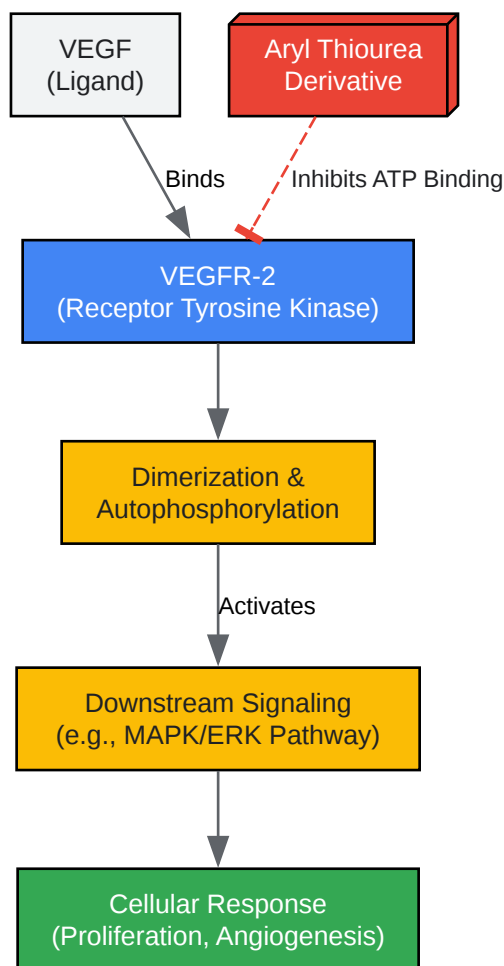 VEGF
(Ligand)
Aryl Thiourea
Derivative
Binds
Inhibits ATP Binding
VEGFR-2
(Receptor Tyrosine Kinase)
Dimerization &
Autophosphorylation
Activates
Downstream Signaling
(e.g., MAPK/ERK Pathway)
Cellular Response
(Proliferation, Angiogenesis)